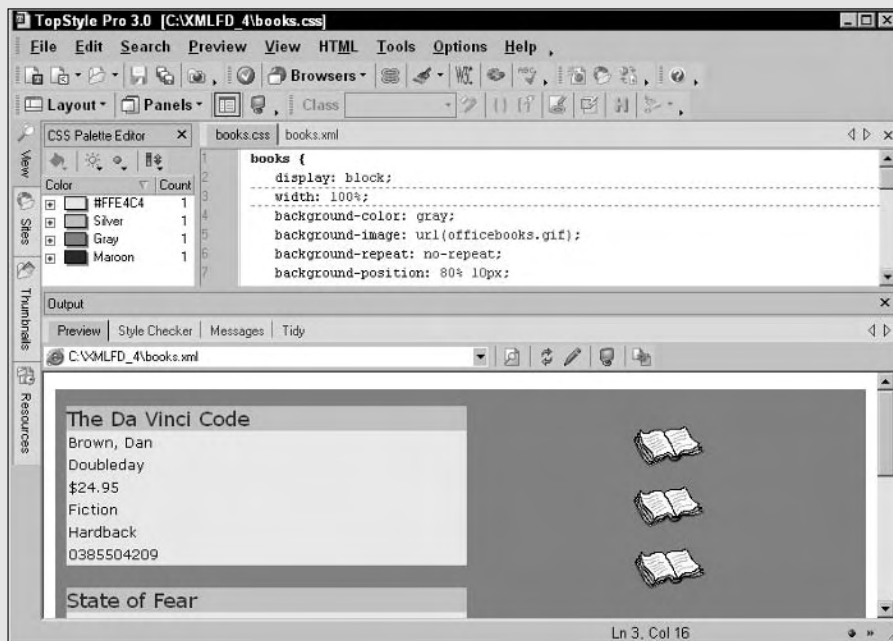 TopStyle Pro 3.0 [C:\XMLFD_4\books.css]
File Edit Search Preview View HTML Tools Options Help
Browsers
Layout Panels Class
View
Sites
Thumbnails
Resources
CSS Palette Editor
Color Count
#FFE4C4 1
Silver 1
Gray 1
Maroon 1
books.css books.xml
1 books {
2 display: block;
3 width: 100%;
4 background-color: gray;
5 background-image: url(officebooks.gif);
6 background-repeat: no-repeat;
7 background-position: 80% 10px;
Output
Preview Style Checker Messages Tidy
C:\XMLFD_4\books.xml
The Da Vinci Code
Brown, Dan
Doubleday
$24.95
Fiction
Hardback
0385504209
State of Fear
Ln 3, Col 16